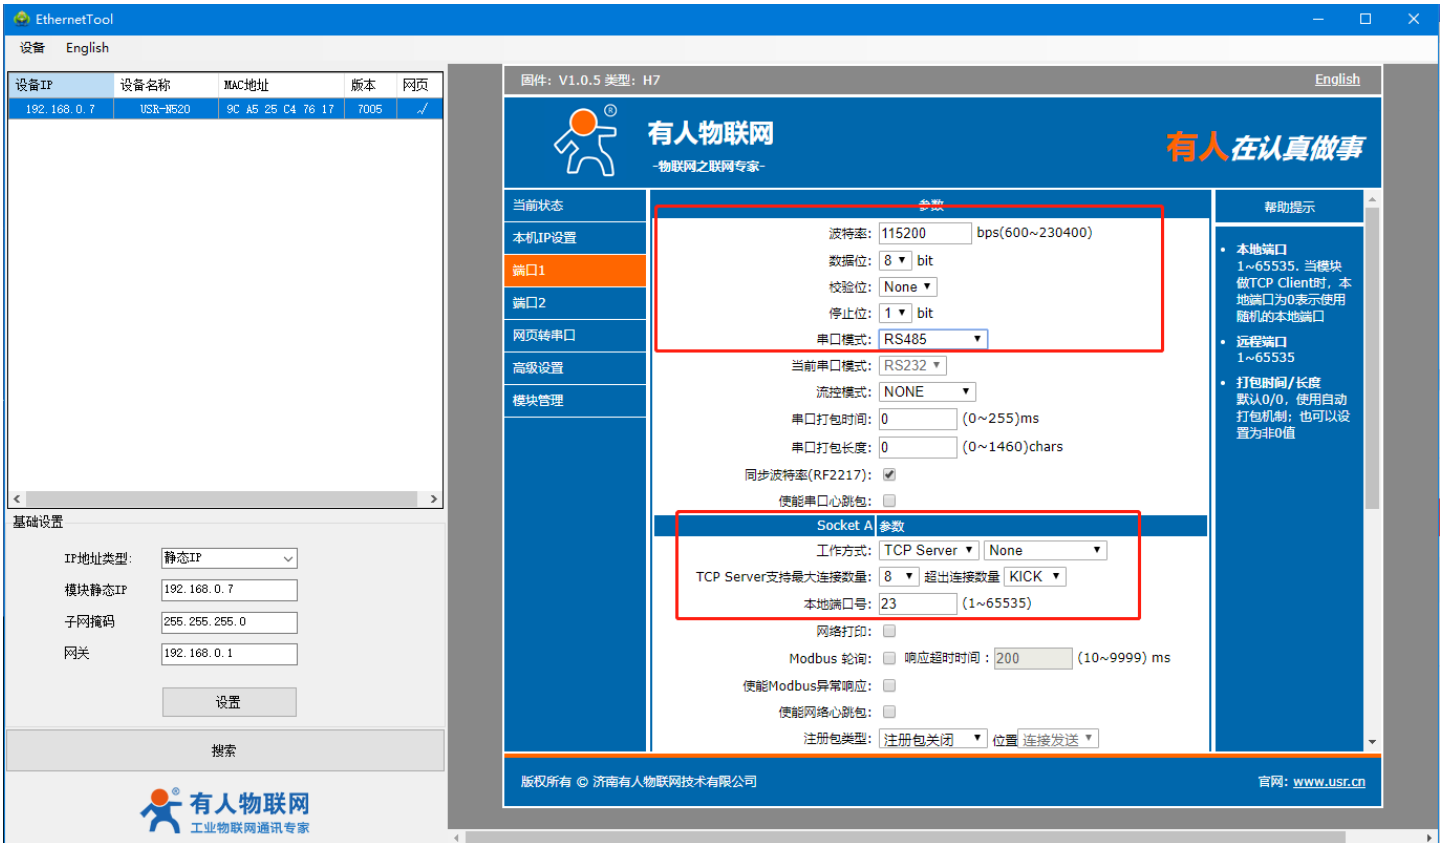 EthernetTool
设备 English
设备IP 设备名称 MAC地址 版本 网页
192.168.0.7 USR-N520 9C A5 25 C4 76 17 7005 √
基础设置
IP地址类型: 静态IP
模块静态IP 192.168.0.7
子网掩码 255.255.255.0
网关 192.168.0.1
设置
搜索
有人物联网
工业物联网通讯专家
固件: V1.0.5 类型: H7 English
有人物联网
-物联网之联网专家-
有人在认真做事
当前状态
本机IP设置
端口1
端口2
网页转串口
高级设置
模块管理
参数
波特率: 115200 bps(600~230400)
数据位: 8 bit
校验位: None
停止位: 1 bit
串口模式: RS485
当前串口模式: RS232
流控模式: NONE
串口打包时间: 0 (0~255)ms
串口打包长度: 0 (0~1460)chars
同步波特率(RF2217):
使能串口心跳包:
Socket A 参数
工作方式: TCP Server None
TCP Server支持最大连接数量: 8 超出连接数量 KICK
本地端口号: 23 (1~65535)
网络打印:
Modbus 轮询: 响应超时时间: 200 (10~9999) ms
使能Modbus异常响应:
使能网络心跳包:
注册包类型: 注册包关闭 位置 连接发送
帮助提示
• 本地端口
1~65535. 当模块
做TCP Client时，本
地端口为0表示使用
随机的本地端口
• 远程端口
1~65535
• 打包时间/长度
默认0/0，使用自动
打包机制；也可以设
置为非0值
版权所有 © 济南有人物联网技术有限公司 官网: www.usr.cn